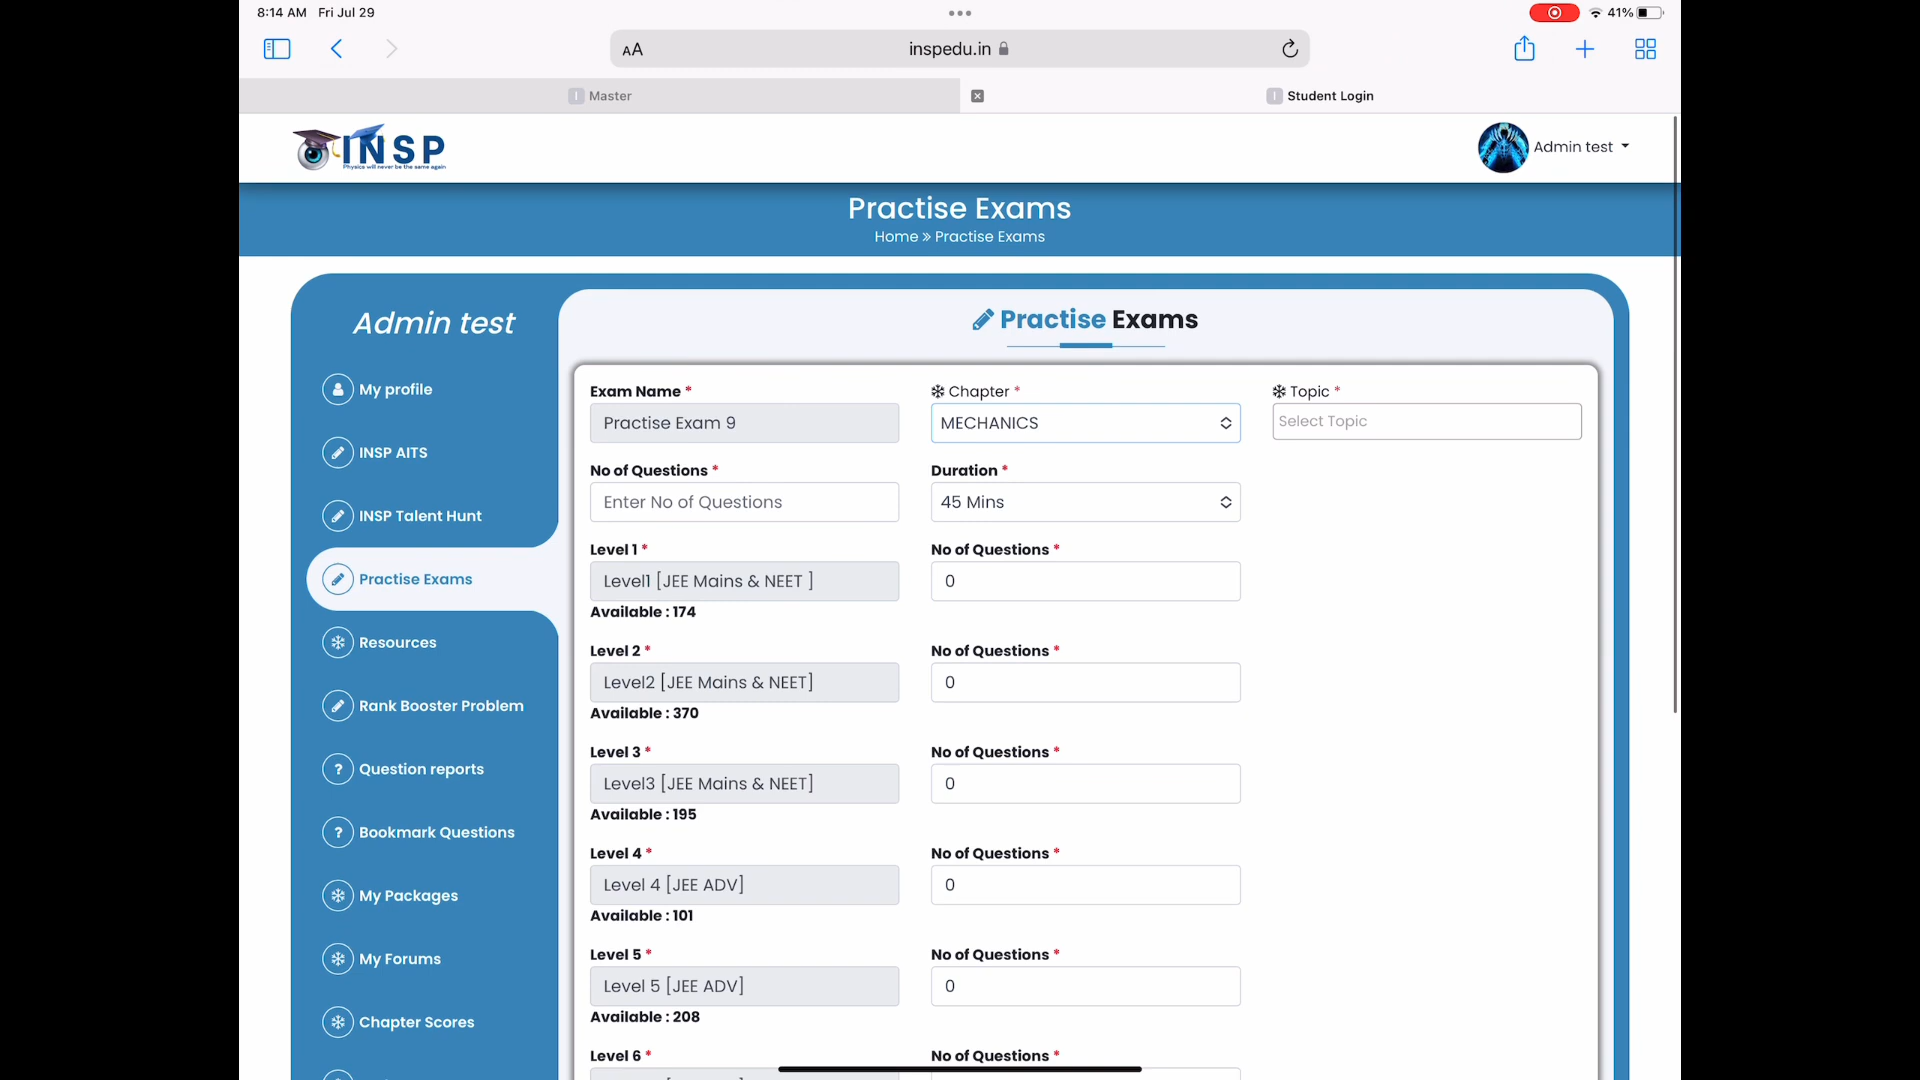 8:14 AM Fri Jul 29
41%
AA
inspedu.in
I Master
I Student Login
INSP
Physics will never be the same again
Admin test
Practise Exams
Home » Practise Exams
Admin test
My profile
INSP AITS
INSP Talent Hunt
Practise Exams
Resources
Rank Booster Problem
? Question reports
? Bookmark Questions
My Packages
My Forums
Chapter Scores
Practise Exams
Exam Name *
Practise Exam 9
Chapter *
MECHANICS
Topic *
Select Topic
No of Questions *
Enter No of Questions
Duration *
45 Mins
Level 1 *
Level1 [JEE Mains & NEET ]
Available : 174
No of Questions *
0
Level 2 *
Level2 [JEE Mains & NEET]
Available : 370
No of Questions *
0
Level 3 *
Level3 [JEE Mains & NEET]
Available : 195
No of Questions *
0
Level 4 *
Level 4 [JEE ADV]
Available : 101
No of Questions *
0
Level 5 *
Level 5 [JEE ADV]
Available : 208
No of Questions *
0
Level 6 *
No of Questions *